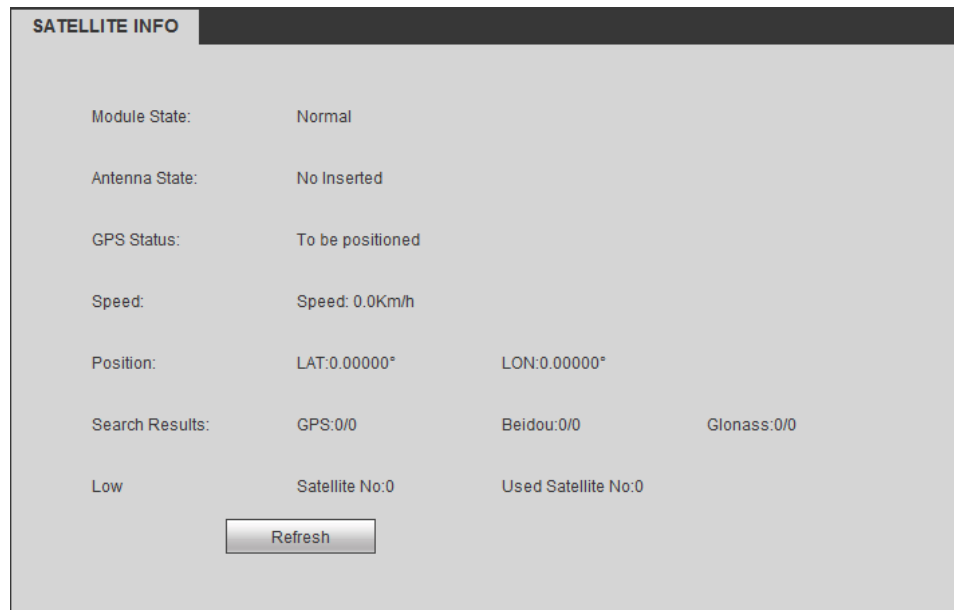 SATELLITE INFO
Module State: Normal
Antenna State: No Inserted
GPS Status: To be positioned
Speed: Speed: 0.0Km/h
Position: LAT:0.00000° LON:0.00000°
Search Results: GPS:0/0 Beidou:0/0 Glonass:0/0
Low Satellite No:0 Used Satellite No:0
Refresh